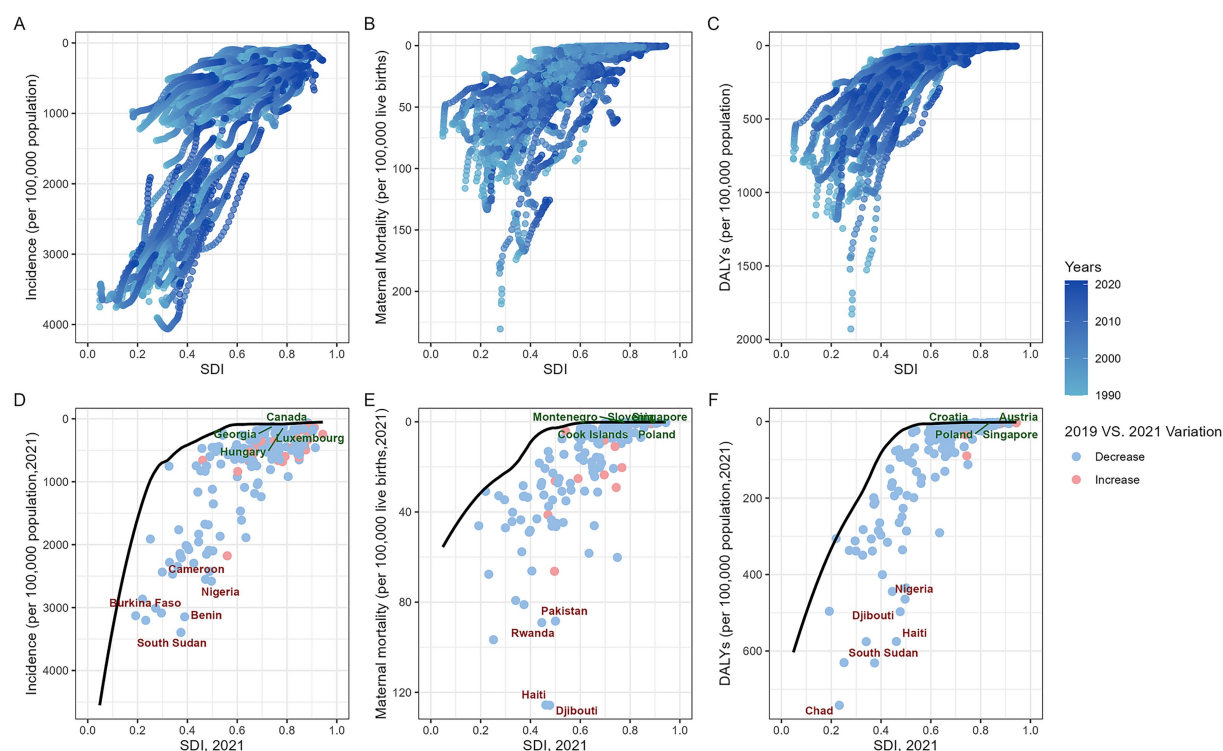 A
Incidence (per 100,000 population)
0
1000
2000
3000
4000
0.0 0.2 0.4 0.6 0.8 1.0
SDI
B
Maternal Mortality (per 100,000 live births)
0
50
100
150
200
0.0 0.2 0.4 0.6 0.8 1.0
SDI
C
DALYs (per 100,000 population)
0
500
1000
1500
2000
0.0 0.2 0.4 0.6 0.8 1.0
SDI
Years
2020
2010
2000
1990
2019 VS. 2021 Variation
Decrease
Increase
D
Incidence (per 100,000 population,2021)
0
1000
2000
3000
4000
Canada
Georgia
Luxembourg
Hungary
Cameroon
Nigeria
Burkina Faso
Benin
South Sudan
0.0 0.2 0.4 0.6 0.8 1.0
SDI, 2021
E
Maternal mortality (per 100,000 live births,2021)
0
40
80
120
Montenegro Slovenia Singapore
Cook Islands Poland
Pakistan
Rwanda
Haiti
Djibouti
0.0 0.2 0.4 0.6 0.8 1.0
SDI, 2021
F
DALYs (per 100,000 population,2021)
0
200
400
600
Croatia Austria
Poland Singapore
Nigeria
Djibouti
Haiti
South Sudan
Chad
0.0 0.2 0.4 0.6 0.8 1.0
SDI, 2021